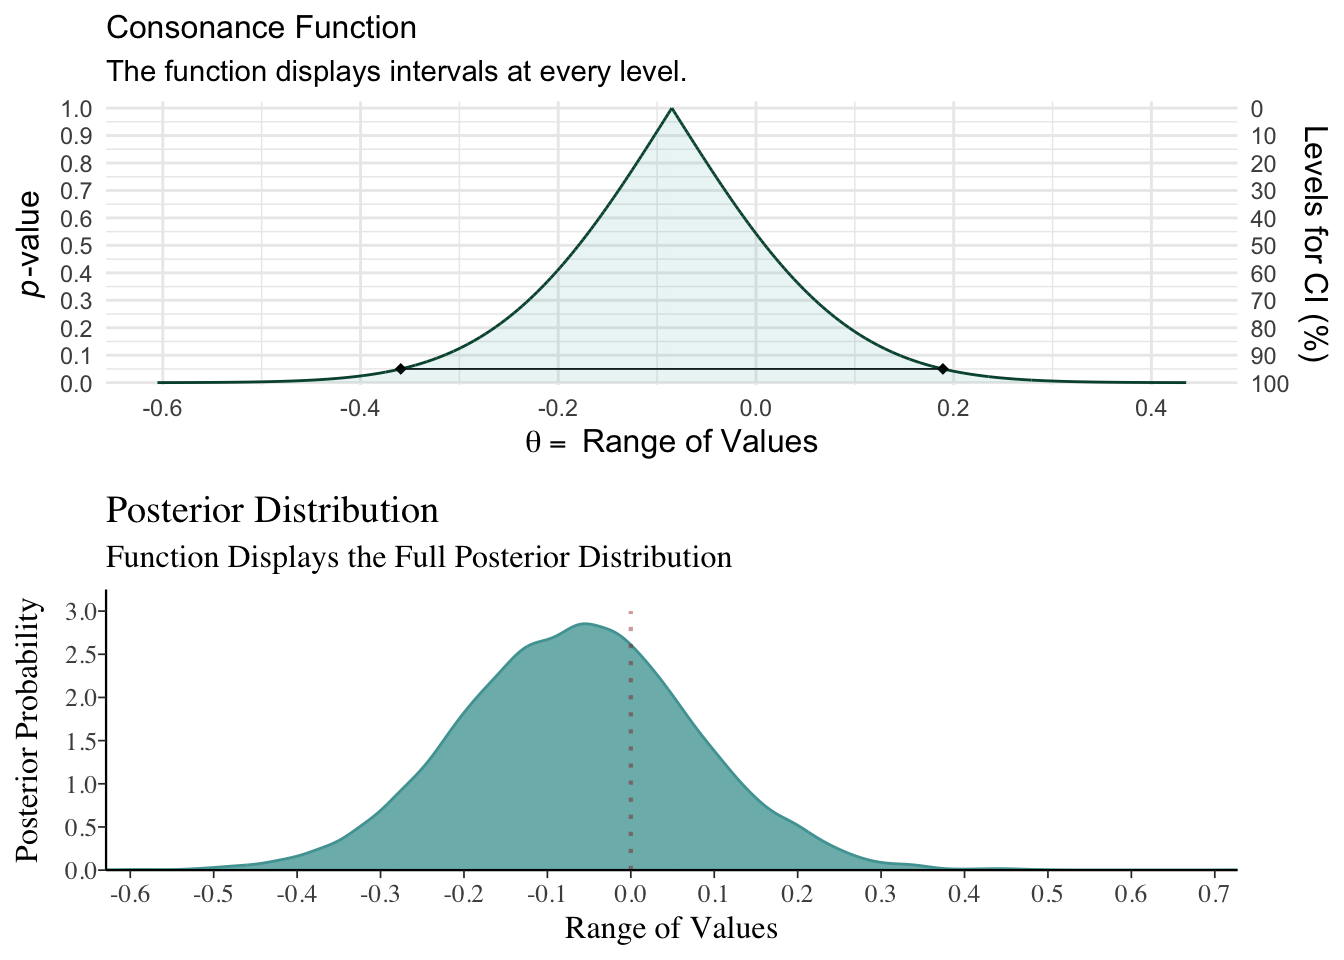 Consonance Function
The function displays intervals at every level.
1.0
0.9
0.8
0.7
0.6
0.5
0.4
0.3
0.2
0.1
0.0
p-value
0
10
20
30
40
50
60
70
80
90
100
Levels for CI (%)
-0.6 -0.4 -0.2 0.0 0.2 0.4
θ = Range of Values
Posterior Distribution
Function Displays the Full Posterior Distribution
3.0
2.5
2.0
1.5
1.0
0.5
0.0
Posterior Probability
-0.6 -0.5 -0.4 -0.3 -0.2 -0.1 0.0 0.1 0.2 0.3 0.4 0.5 0.6 0.7
Range of Values